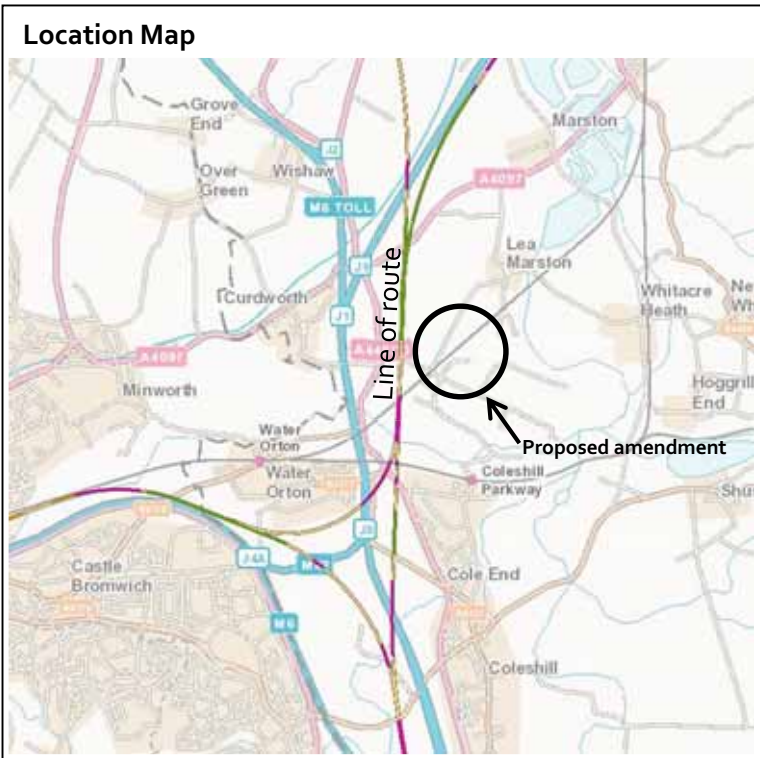 Location Map
Grove
End
Marston
J2
Over
Green
Wishaw
A4097
M6 TOLL
Lea
Marston
J3
Line of route
Curdworth
Whitacre
Heath
J1
A4097
Minworth
Hoggrill
End
Water
Orton
Proposed amendment
Water
Orton
Coleshill
Parkway
J4A
Castle
Bromwich
Cole End
M6
Coleshill